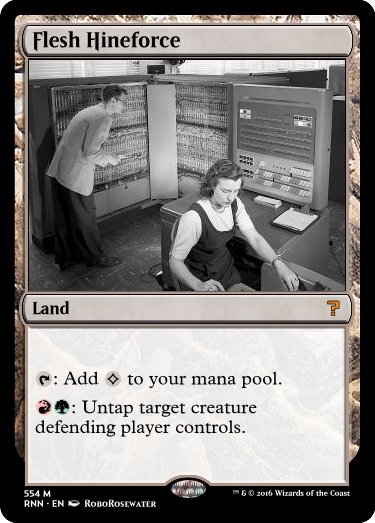 Flesh Hineforce
Land
: Add to your mana pool.
: Untap target creature
defending player controls.
554 M
RNN • EN RoboRosewater
™ & © 2016 Wizards of the Coast